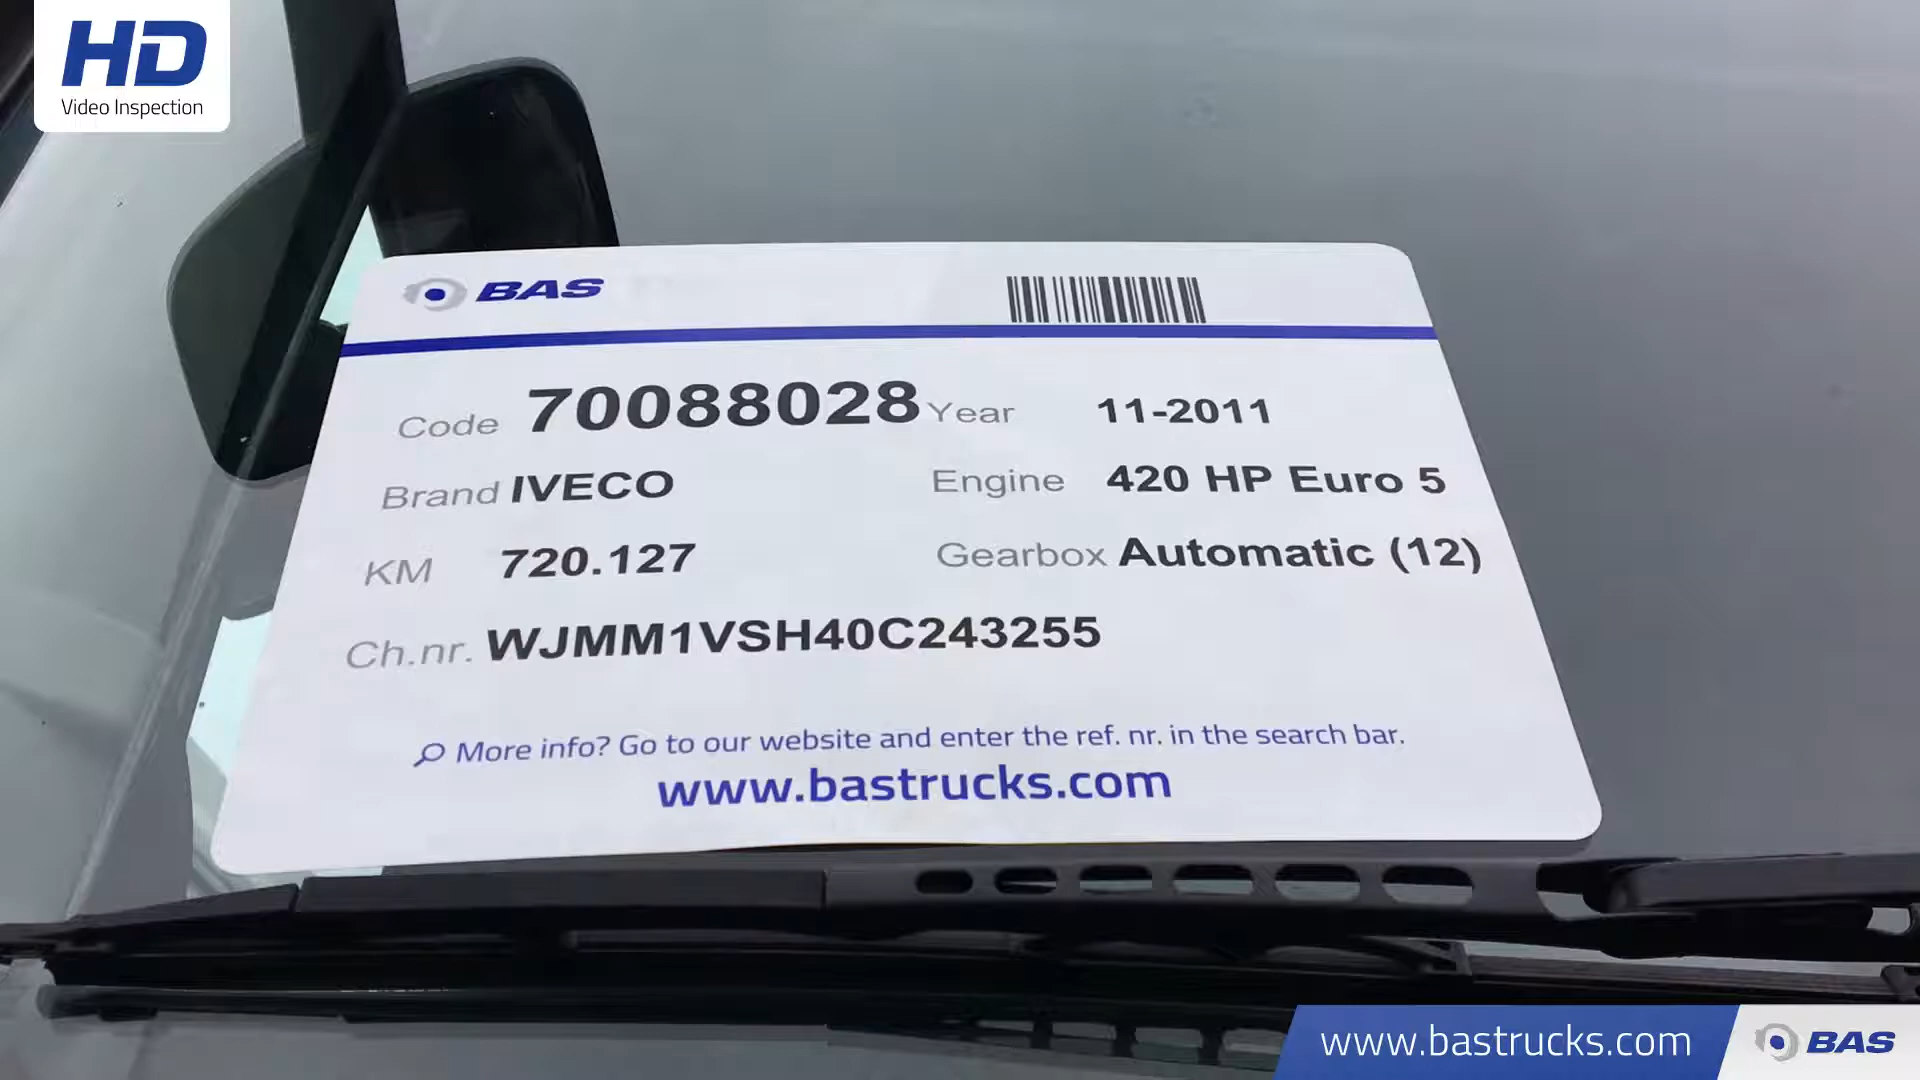 HD
Video Inspection
BAS
Code 70088028 Year 11-2011
Brand IVECO Engine 420 HP Euro 5
KM 720.127 Gearbox Automatic (12)
Ch.nr. WJMM1VSH40C243255
More info? Go to our website and enter the ref. nr. in the search bar.
www.bastrucks.com
www.bastrucks.com BAS